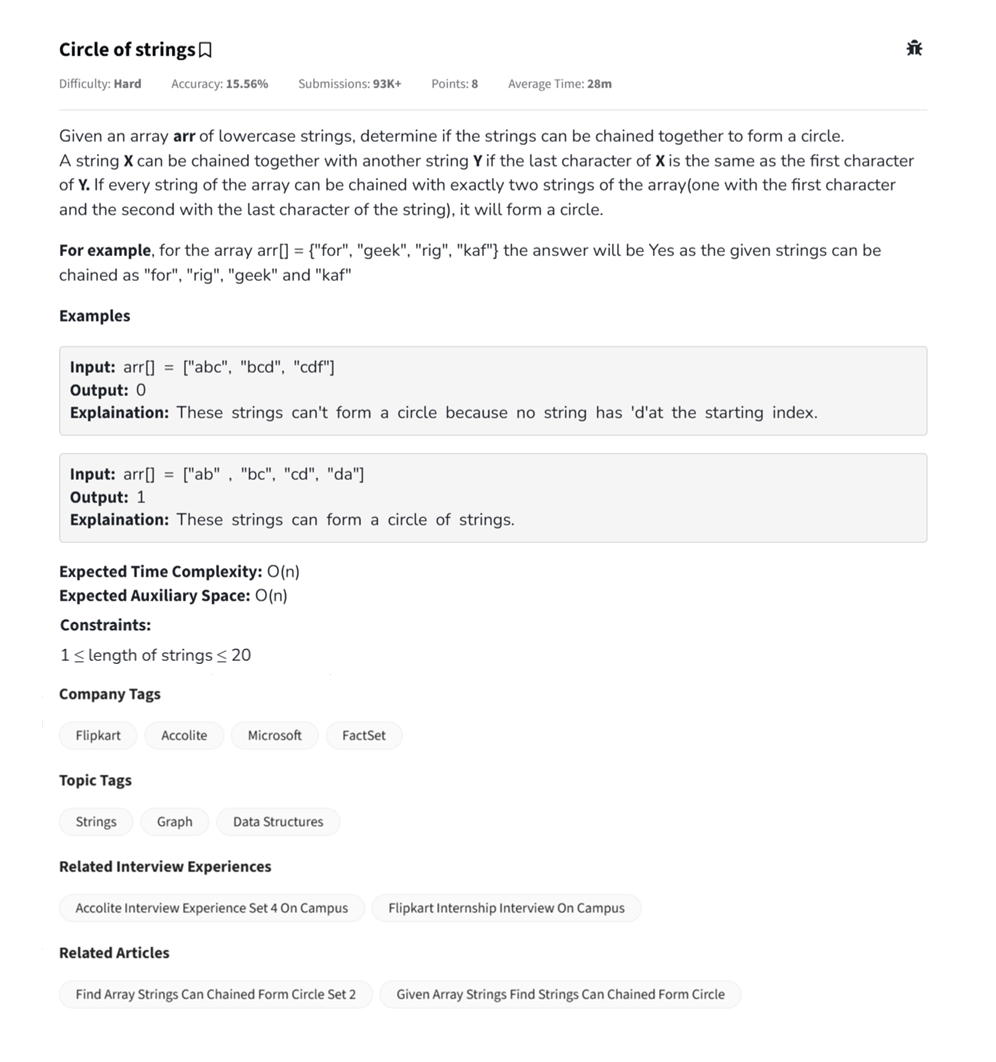 Circle of strings
Difficulty: Hard Accuracy: 15.56% Submissions: 93K+ Points: 8 Average Time: 28m
Given an array arr of lowercase strings, determine if the strings can be chained together to form a circle.
A string X can be chained together with another string Y if the last character of X is the same as the first character
of Y. If every string of the array can be chained with exactly two strings of the array(one with the first character
and the second with the last character of the string), it will form a circle.
For example, for the array arr[] = {"for", "geek", "rig", "kaf"} the answer will be Yes as the given strings can be
chained as "for", "rig", "geek" and "kaf"
Examples
Input: arr[] = ["abc", "bcd", "cdf"]
Output: 0
Explaination: These strings can't form a circle because no string has 'd'at the starting index.
Input: arr[] = ["ab" , "bc", "cd", "da"]
Output: 1
Explaination: These strings can form a circle of strings.
Expected Time Complexity: O(n)
Expected Auxiliary Space: O(n)
Constraints:
1 ≤ length of strings ≤ 20
Company Tags
Flipkart Accolite Microsoft FactSet
Topic Tags
Strings Graph Data Structures
Related Interview Experiences
Accolite Interview Experience Set 4 On Campus Flipkart Internship Interview On Campus
Related Articles
Find Array Strings Can Chained Form Circle Set 2 Given Array Strings Find Strings Can Chained Form Circle